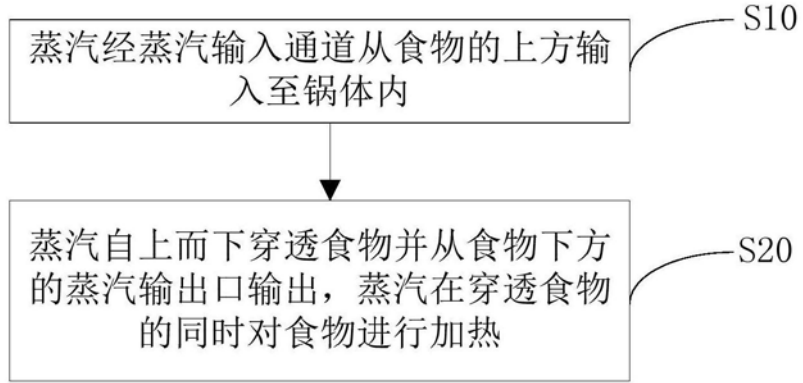 S10
蒸汽经蒸汽输入通道从食物的上方输
入至锅体内
S20
蒸汽自上而下穿透食物并从食物下方
的蒸汽输出口输出，蒸汽在穿透食物
的同时对食物进行加热